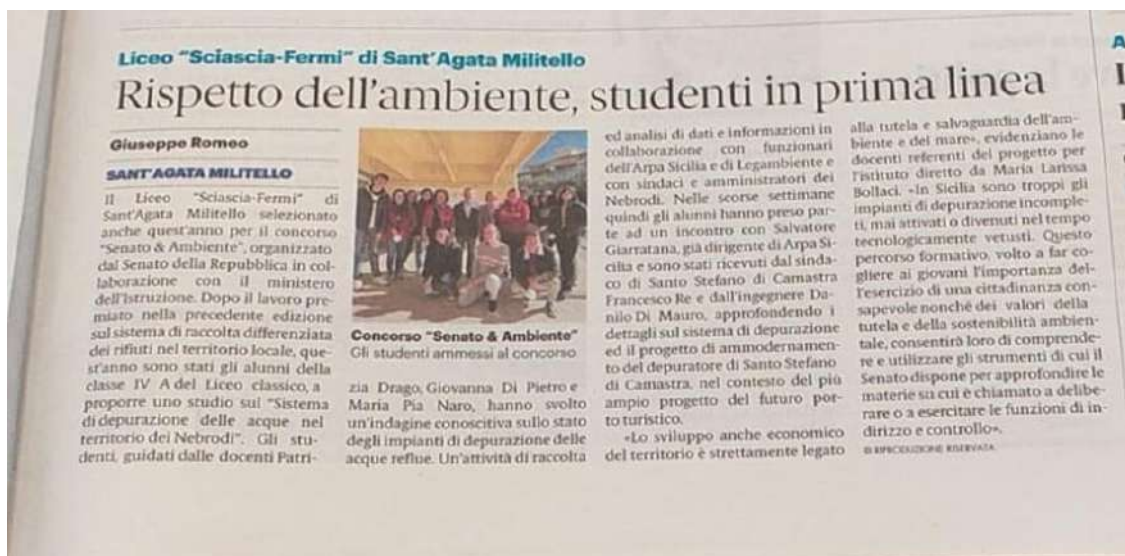 Liceo "Sciascia-Fermi" di Sant'Agata Militello
Rispetto dell'ambiente, studenti in prima linea
Giuseppe Romeo
SANT'AGATA MILITELLO
Il Liceo "Sciascia-Fermi" di
Sant'Agata Militello selezionato
anche quest'anno per il concorso
"Senato & Ambiente", organizzato
dal Senato della Repubblica in col-
laborazione con il ministero
dell'Istruzione. Dopo il lavoro pre-
miato nella precedente edizione
sul sistema di raccolta differenziata
dei rifiuti nel territorio locale, que-
st'anno sono stati gli alunni della
classe IV A del Liceo classico, a
proporre uno studio sul "Sistema
di depurazione delle acque nel
territorio dei Nebrodi". Gli stu-
denti, guidati dalle docenti Patri-
Concorso "Senato & Ambiente"
Gli studenti ammessi al concorso
zia Drago, Giovanna Di Pietro e
Maria Pia Naro, hanno svolto
un'indagine conoscitiva sullo stato
degli impianti di depurazione delle
acque reflue. Un'attività di raccolta
ed analisi di dati e informazioni in
collaborazione con funzionari
dell'Arpa Sicilia e di Legambiente e
con sindaci e amministratori dei
Nebrodi. Nelle scorse settimane
quindi gli alunni hanno preso par-
te ad un incontro con Salvatore
Giarratana, già dirigente di Arpa Si-
cilia e sono stati ricevuti dal sinda-
co di Santo Stefano di Camastra
Francesco Re e dall'ingegnere Da-
nilo Di Mauro, approfondendo i
dettagli sul sistema di depurazione
ed il progetto di ammodernamen-
to del depuratore di Santo Stefano
di Camastra, nel contesto del più
ampio progetto del futuro por-
to turistico.
«Lo sviluppo anche economico
del territorio è strettamente legato
alla tutela e salvaguardia dell'am-
biente e del mare», evidenziano le
docenti referenti del progetto per
l'istituto diretto da Maria Larissa
Bollaci. «In Sicilia sono troppi gli
impianti di depurazione incomple-
ti, mai attivati o divenuti nel tempo
tecnologicamente vetusti. Questo
percorso formativo, volto a far co-
gliere ai giovani l'importanza del-
l'esercizio di una cittadinanza con-
sapevole nonché dei valori della
tutela e della sostenibilità ambien-
tale, consentirà loro di comprende-
re e utilizzare gli strumenti di cui il
Senato dispone per approfondire le
materie su cui è chiamato a delibe-
rare o a esercitare le funzioni di in-
dirizzo e controllo».
© RIPRODUZIONE RISERVATA